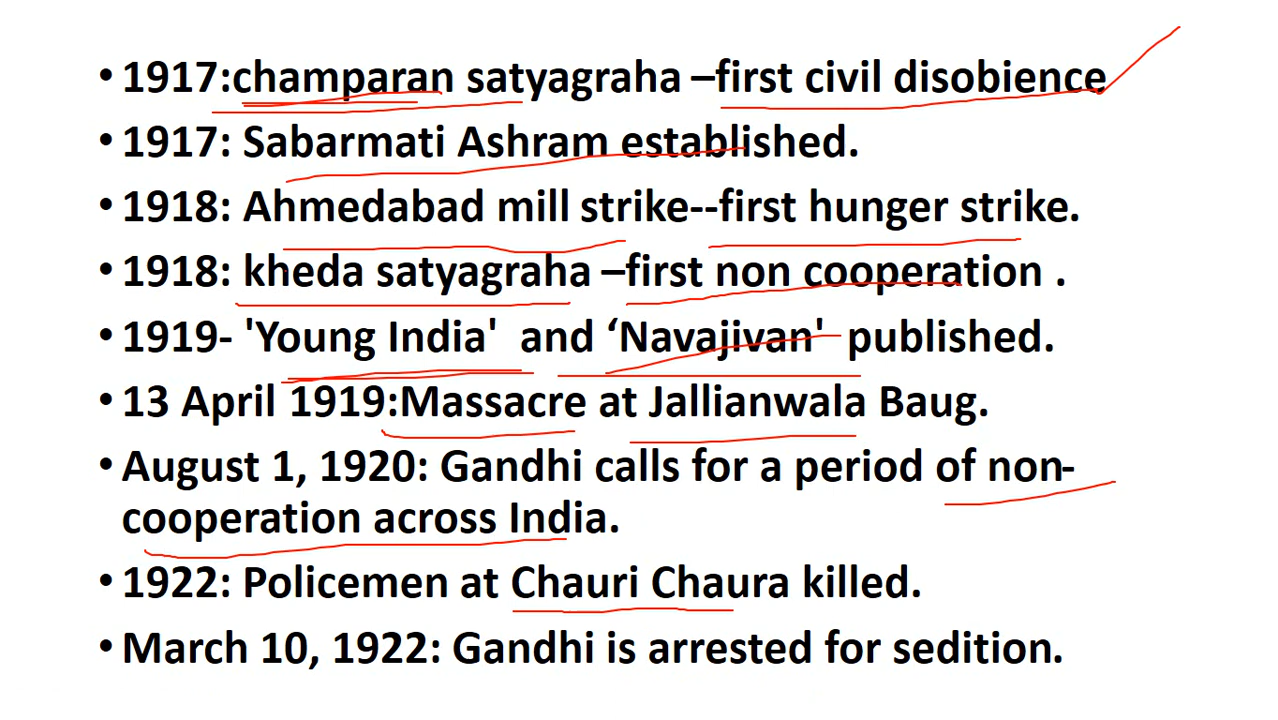 • 1917:champaran satyagraha –first civil disobience
• 1917: Sabarmati Ashram established.
• 1918: Ahmedabad mill strike--first hunger strike.
• 1918: kheda satyagraha –first non cooperation .
• 1919- 'Young India'  and ‘Navajivan'  published.
• 13 April 1919:Massacre at Jallianwala Baug.
• August 1, 1920: Gandhi calls for a period of non-
cooperation across India.
• 1922: Policemen at Chauri Chaura killed.
• March 10, 1922: Gandhi is arrested for sedition.